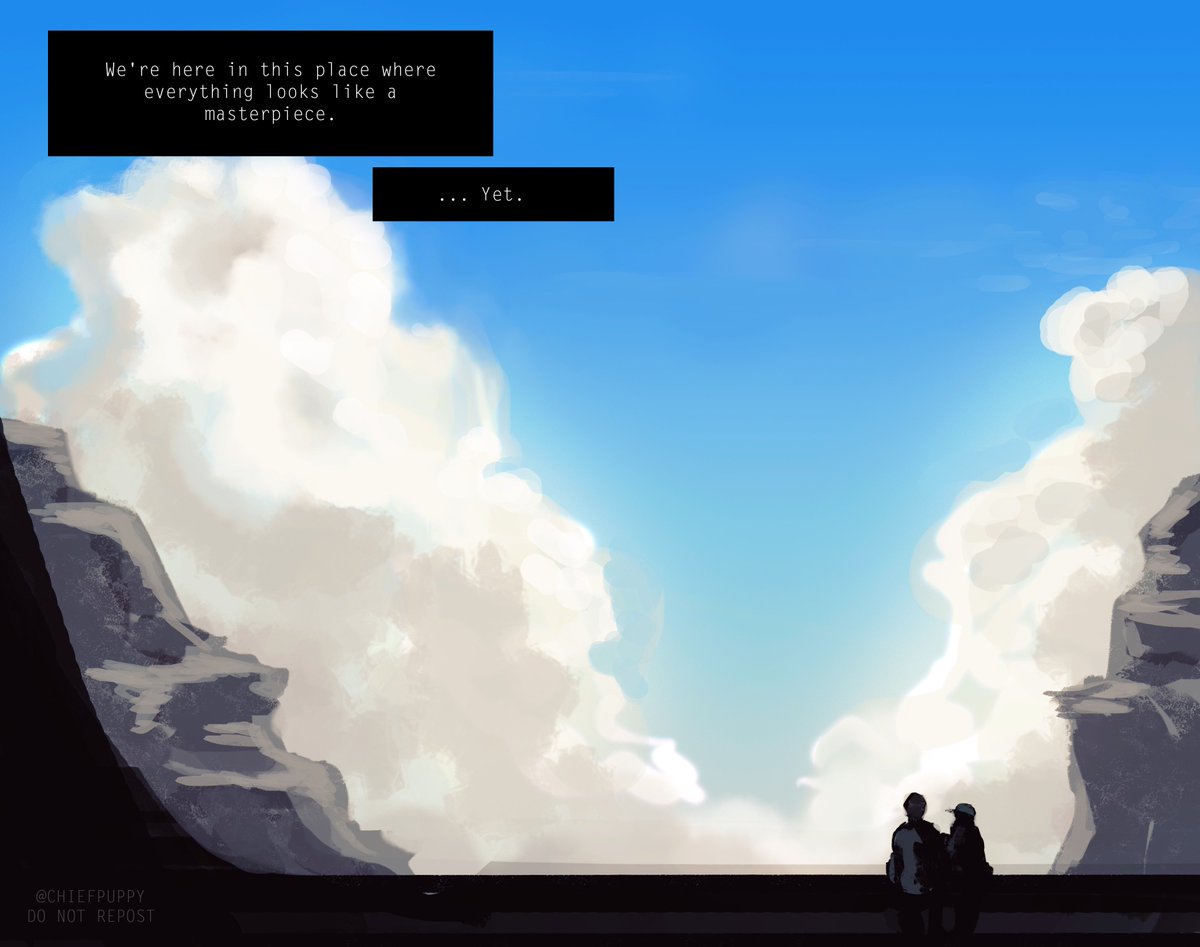 We're here in this place where
everything looks like a
masterpiece.
... Yet.
@CHIEFPUPPY
DO NOT REPOST